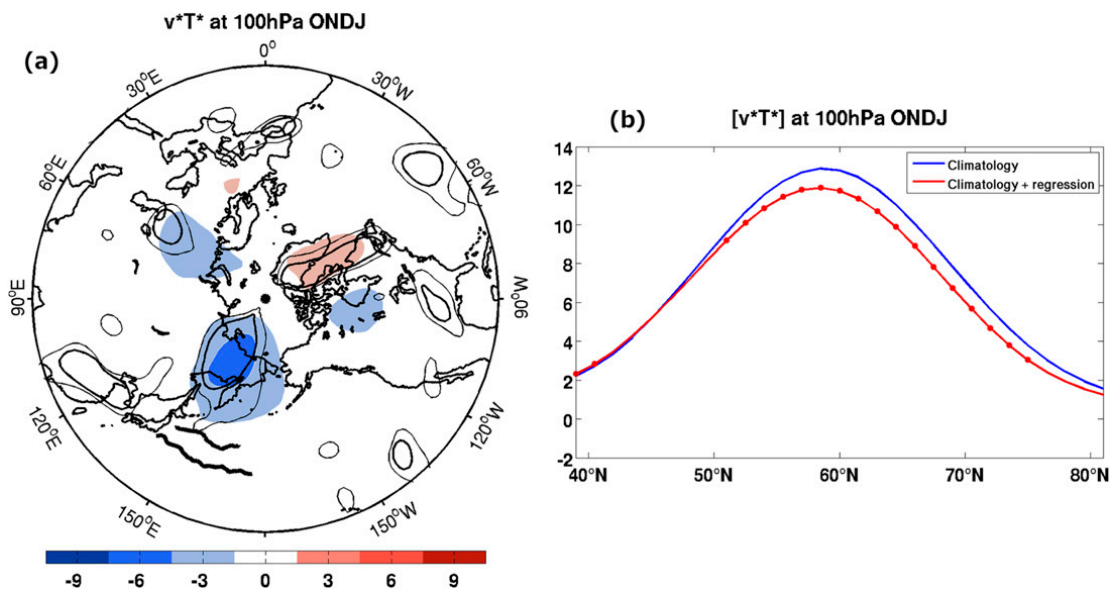 v*T* at 100hPa ONDJ
(a)
0°
30°E
30°W
60°E
60°W
90°E
90°W
120°E
120°W
150°E
150°W
-9 -6 -3 0 3 6 9
(b)
[v*T*] at 100hPa ONDJ
Climatology
Climatology + regression
14
12
10
8
6
4
2
0
-2
40°N 50°N 60°N 70°N 80°N